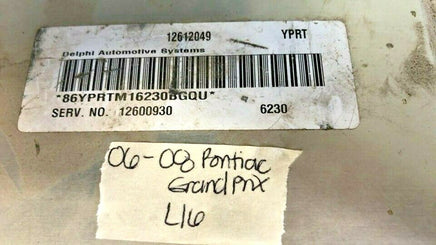 12612049 YPRT
Delphi Automotive Systems
*86YPRTM16230BGQU*
SERV. NO. 12600930 6230
06-08 Pontiac
Grand Prix
L16